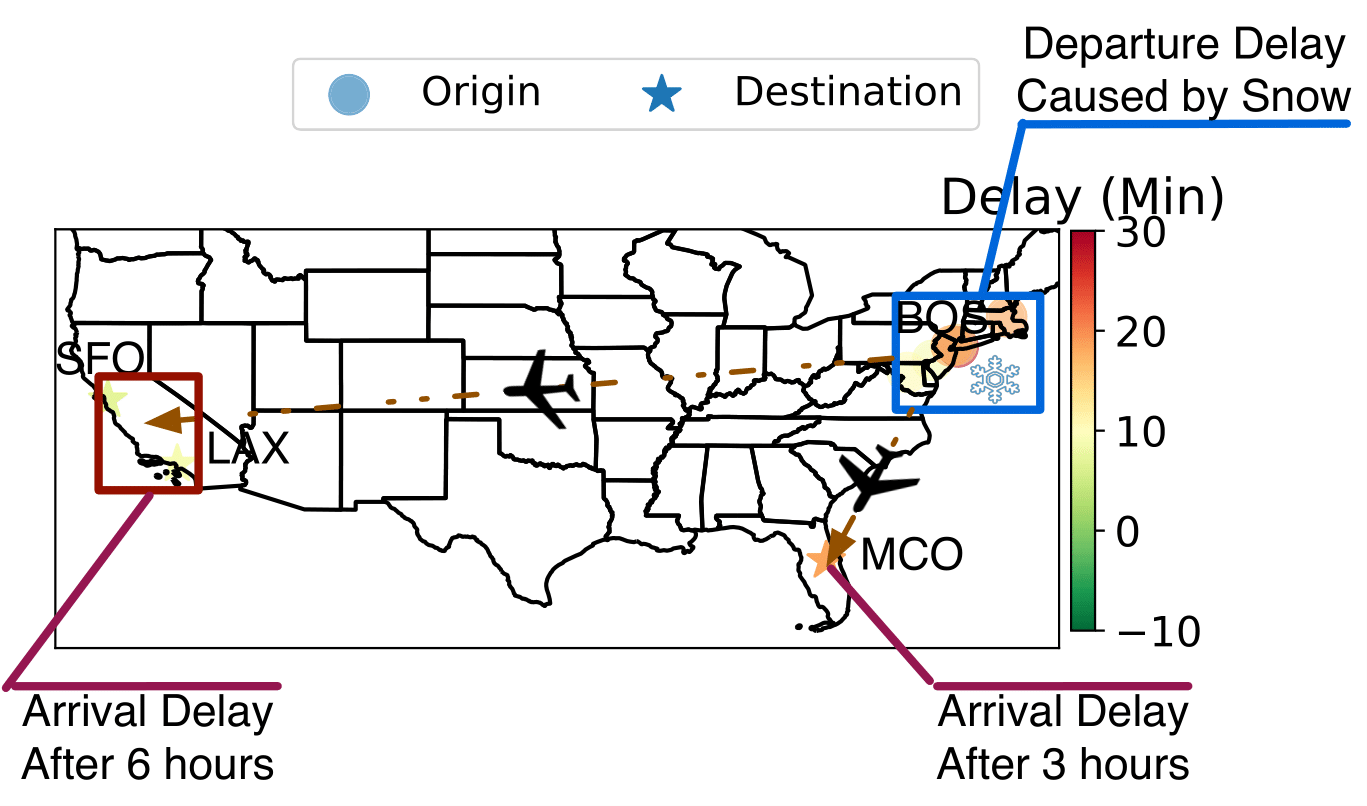 Departure Delay
Caused by Snow
Origin
Destination
Delay (Min)
30
20
10
0
−10
BOS
SFO
LAX
MCO
Arrival Delay
After 6 hours
Arrival Delay
After 3 hours